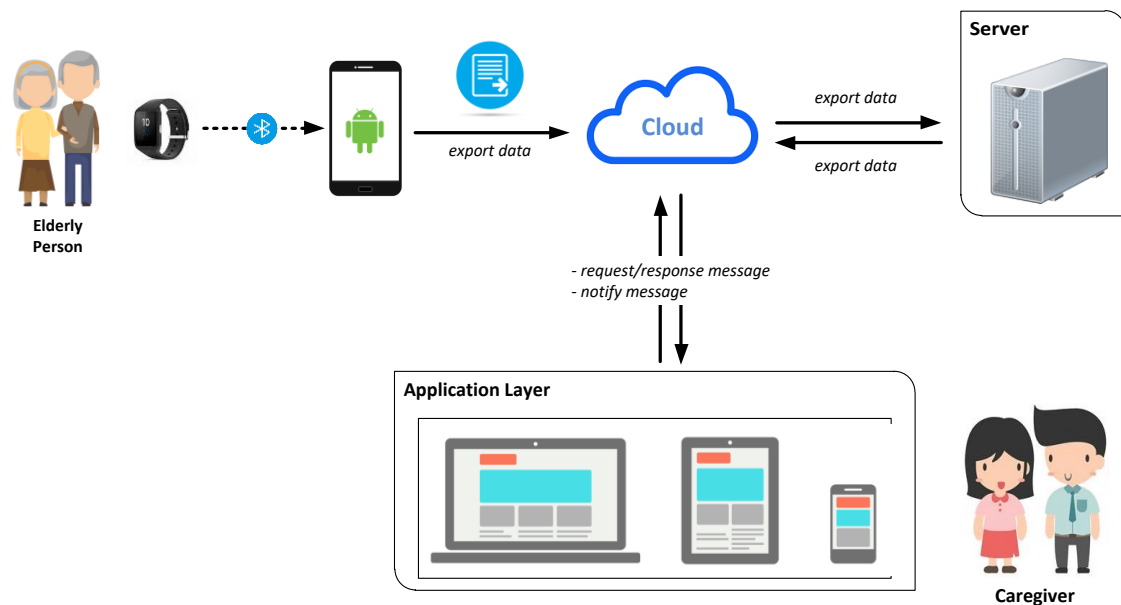 Server
export data
Cloud
export data
export data
Elderly
Person
- request/response message
- notify message
Application Layer
Caregiver